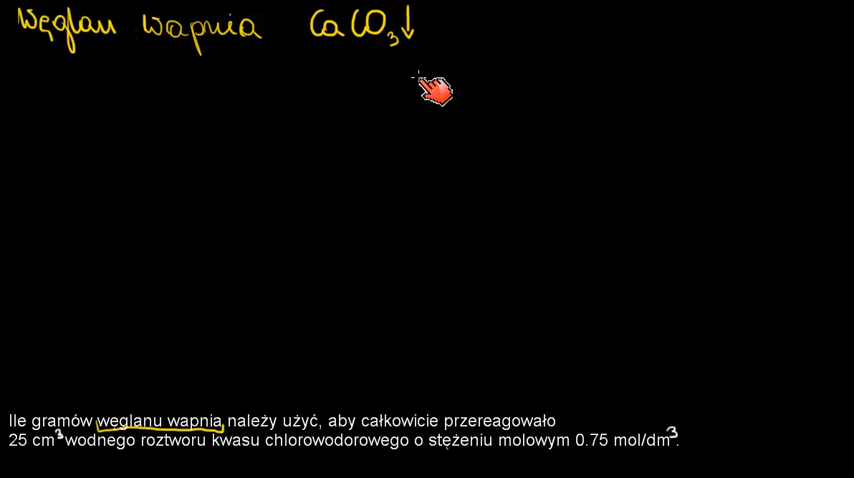 Węglan wapnia CaCO₃↓
Ile gramów węglanu wapnia należy użyć, aby całkowicie przereagowało
25 cm³ wodnego roztworu kwasu chlorowodorowego o stężeniu molowym 0.75 mol/dm³.